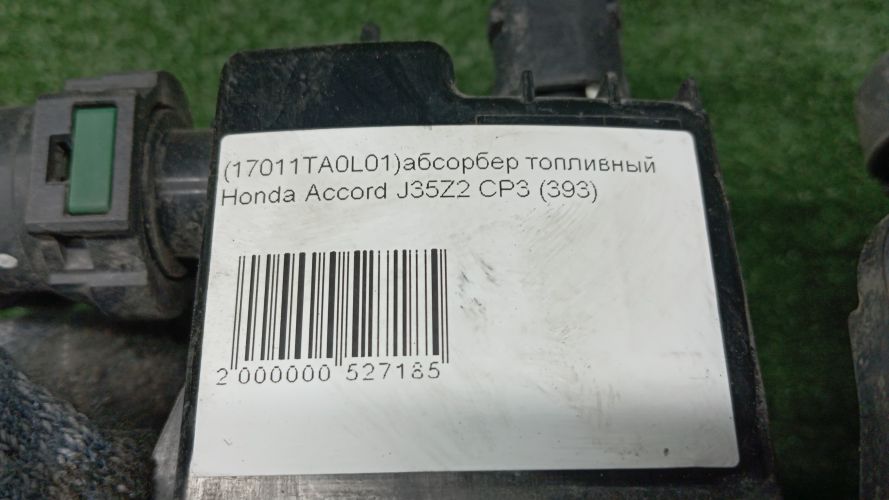 (17011TA0L01)абсорбер топливный
Honda Accord J35Z2 CP3 (393)
2 000000 527185